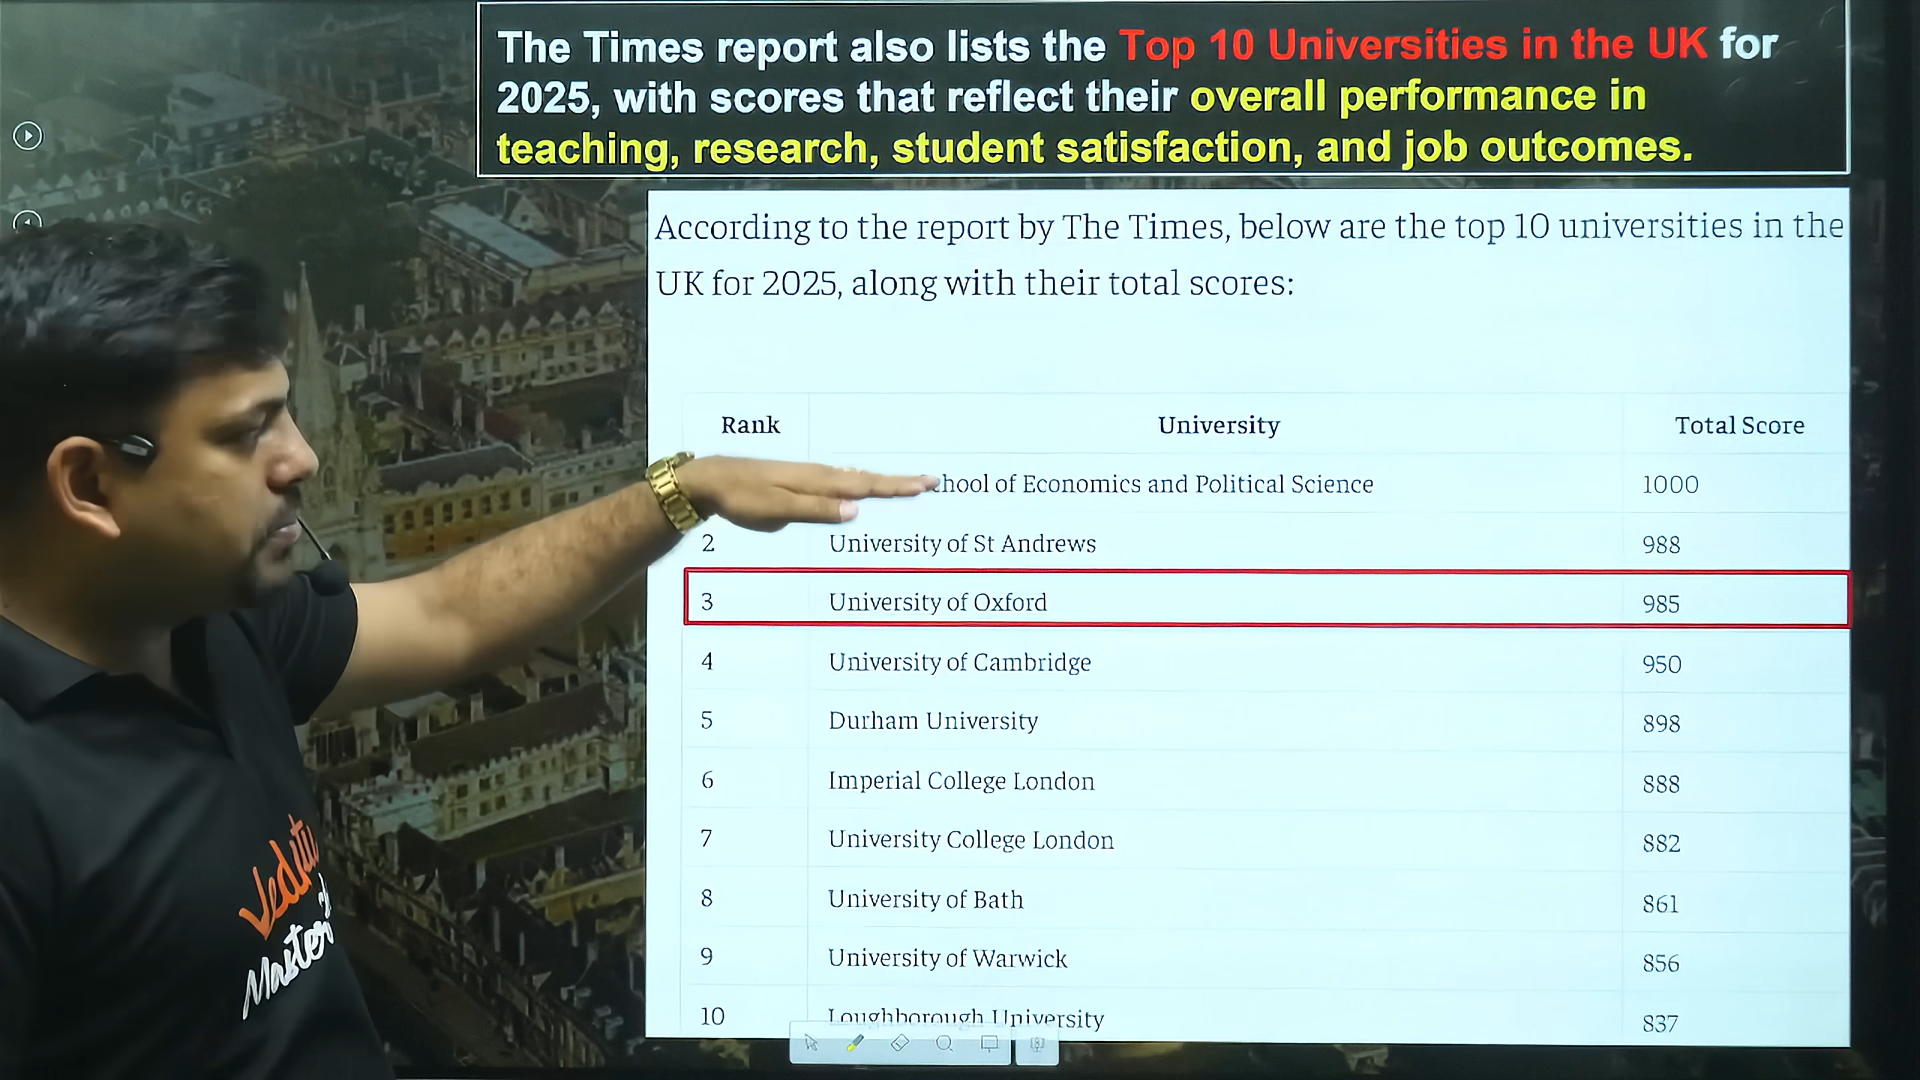 The Times report also lists the Top 10 Universities in the UK for
2025, with scores that reflect their overall performance in
teaching, research, student satisfaction, and job outcomes.
According to the report by The Times, below are the top 10 universities in the
UK for 2025, along with their total scores:
Rank University Total Score
School of Economics and Political Science 1000
2 University of St Andrews 988
3 University of Oxford 985
4 University of Cambridge 950
5 Durham University 898
6 Imperial College London 888
7 University College London 882
8 University of Bath 861
9 University of Warwick 856
10 Loughborough University 837
Vedantu
Master